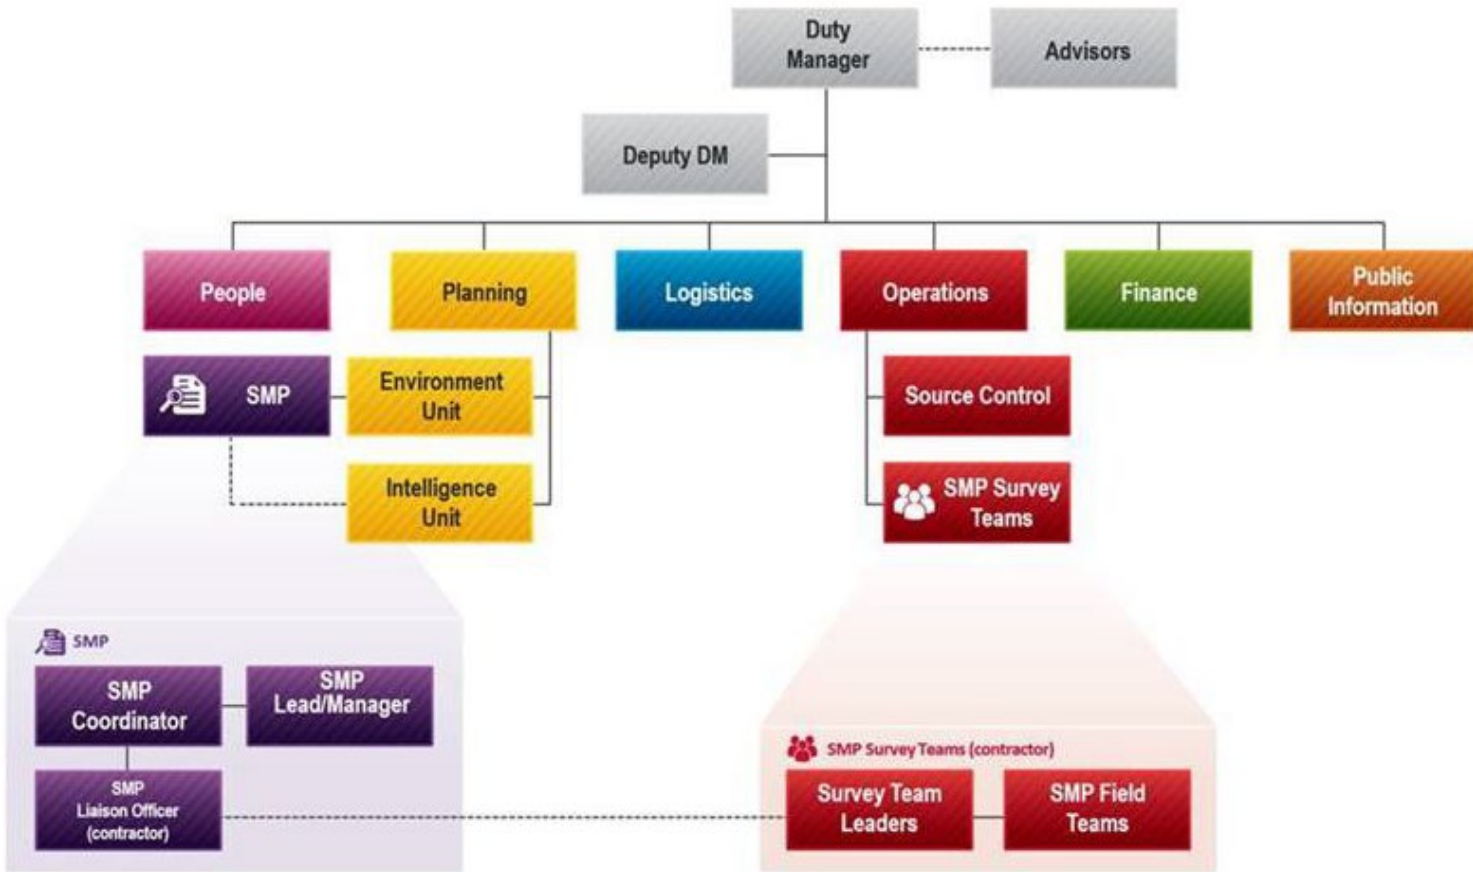 Duty
Manager
Advisors
Deputy DM
People
Planning
Logistics
Operations
Finance
Public
Information
SMP
Environment
Unit
Source Control
Intelligence
Unit
SMP Survey
Teams
SMP
SMP
Coordinator
SMP
Lead/Manager
SMP
Liaison Officer
(contractor)
SMP Survey Teams (contractor)
Survey Team
Leaders
SMP Field
Teams